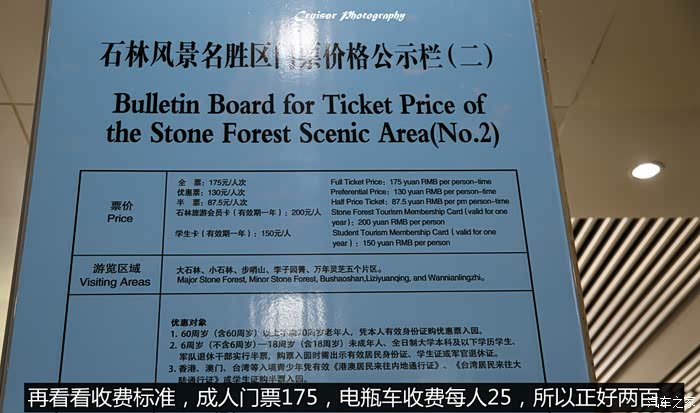 Cruiser Photography
石林风景名胜区门票价格公示栏(二)
Bulletin Board for Ticket Price of
the Stone Forest Scenic Area(No.2)
票价
Price
全 票:175元/人次
优惠票:130元/人次
半 票:87.5元/人次
石林旅游会员卡(有效期一年):200元/人
学生卡(有效期一年):150元/人
Full Ticket Price: 175 yuan RMB per person-time
Preferential Price: 130 yuan RMB per person-time
Half Price Ticket: 87.5 yuan RMB per pm person-time
Stone Forest Tourism Membership Card (valid for one
year); 200 yuan RMB per person
Student Tourism Membership Card (valid for one
year) : 150 yuan RMB per person
游览区域
Visiting Areas
大石林、小石林、步哨山、李子园箐、万年灵芝五个片区。
Major Stone Forest, Minor Stone Forest, Bushaoshan,Liziyuanqing, and Wannianlingzhi。
优惠对象
1. 60周岁(含60周岁)以上不满70周岁老年人,凭本人有效身份证购优惠票入园。
2. 6周岁(不含6周岁)—18周岁(含18周岁)未成年人、全日制大学本科及以下学历学生、
军队退休干部实行半票,购票入园时需出示有效居民身份证、学生证或军官退休证。
3. 香港、澳门、台湾等入境青少年凭有效《港澳居民来往内地通行证》、《台湾居民来往大
陆通行证》或学生证购半票入园。
再看看收费标准,成人门票175,电瓶车收费每人25,所以正好两百。
汽车之家